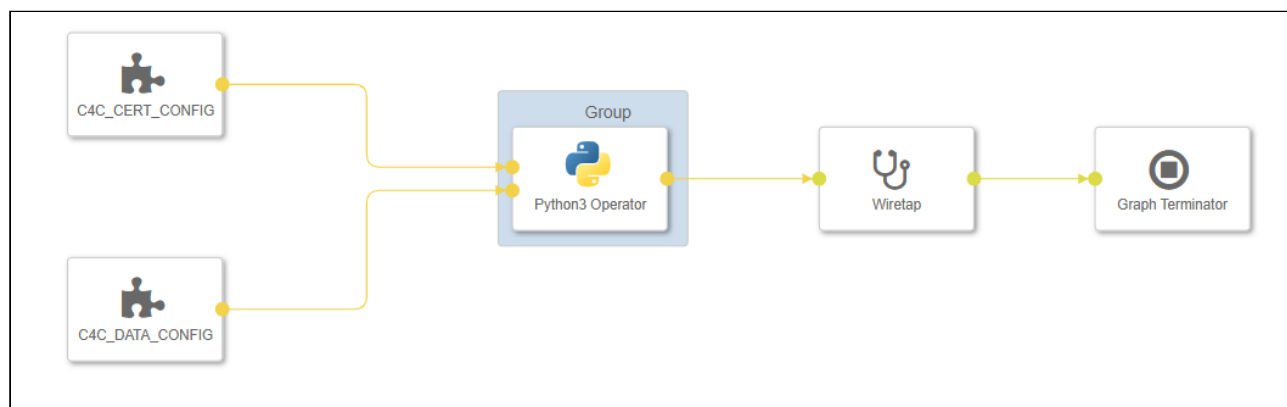 C4C_CERT_CONFIG
Group
Python3 Operator
Wiretap
Graph Terminator
C4C_DATA_CONFIG